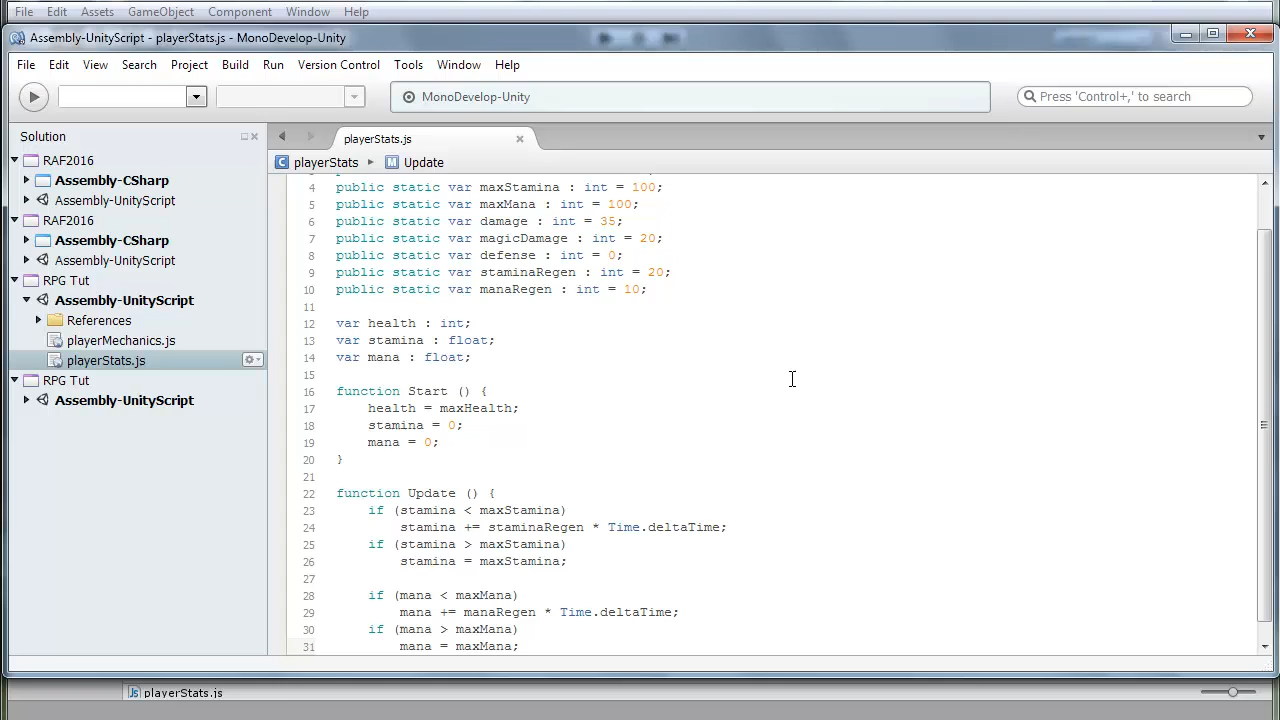 File Edit Assets GameObject Component Window Help
Assembly-UnityScript - playerStats.js - MonoDevelop-Unity
File Edit View Search Project Build Run Version Control Tools Window Help
MonoDevelop-Unity
Press 'Control+,' to search
Solution
RAF2016
Assembly-CSharp
Assembly-UnityScript
RAF2016
Assembly-CSharp
Assembly-UnityScript
RPG Tut
Assembly-UnityScript
References
playerMechanics.js
playerStats.js
RPG Tut
Assembly-UnityScript
playerStats.js
playerStats Update
4 public static var maxStamina : int = 100;
5 public static var maxMana : int = 100;
6 public static var damage : int = 35;
7 public static var magicDamage : int = 20;
8 public static var defense : int = 0;
9 public static var staminaRegen : int = 20;
10 public static var manaRegen : int = 10;
11
12 var health : int;
13 var stamina : float;
14 var mana : float;
15
16 function Start () {
17 health = maxHealth;
18 stamina = 0;
19 mana = 0;
20 }
21
22 function Update () {
23 if (stamina < maxStamina)
24 stamina += staminaRegen * Time.deltaTime;
25 if (stamina > maxStamina)
26 stamina = maxStamina;
27
28 if (mana < maxMana)
29 mana += manaRegen * Time.deltaTime;
30 if (mana > maxMana)
31 mana = maxMana;
playerStats.js